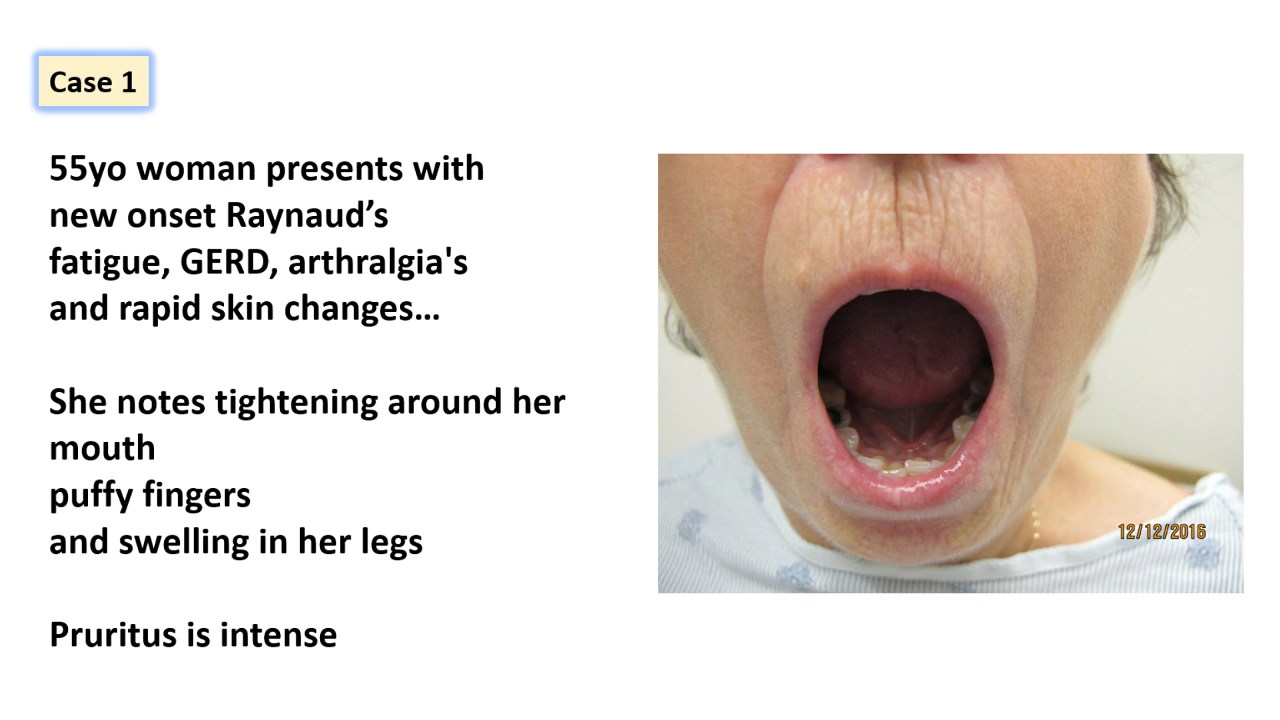 Case 1
55yo woman presents with
new onset Raynaud’s
fatigue, GERD, arthralgia's
and rapid skin changes…
She notes tightening around her
mouth
puffy fingers
and swelling in her legs
Pruritus is intense
12/12/2016